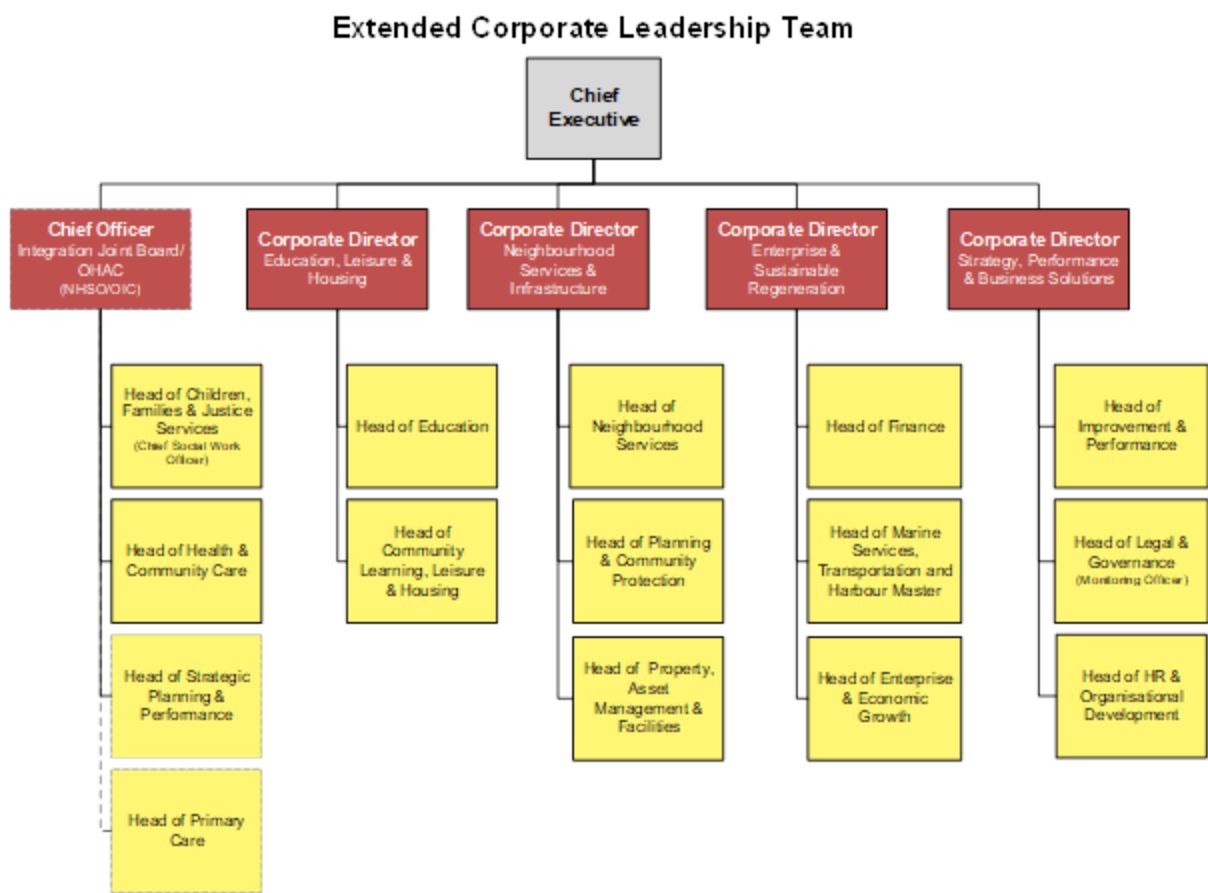 Extended Corporate Leadership Team
Chief
Executive
Chief Officer
Integration Joint Board/
OHAC
(NHSO/OIC)
Corporate Director
Education, Leisure &
Housing
Corporate Director
Neighbourhood
Services &
Infrastructure
Corporate Director
Enterprise &
Sustainable
Regeneration
Corporate Director
Strategy, Performance
& Business Solutions
Head of Children,
Families & Justice
Services
(Chief Social Work
Officer)
Head of Education
Head of
Neighbourhood
Services
Head of Finance
Head of
Improvement &
Performance
Head of Health &
Community Care
Head of
Community
Learning, Leisure
& Housing
Head of Planning
& Community
Protection
Head of Marine
Services,
Transportation and
Harbour Master
Head of Legal &
Governance
(Monitoring Officer)
Head of Strategic
Planning &
Performance
Head of Property,
Asset
Management &
Facilities
Head of Enterprise
& Economic
Growth
Head of HR &
Organisational
Development
Head of Primary
Care